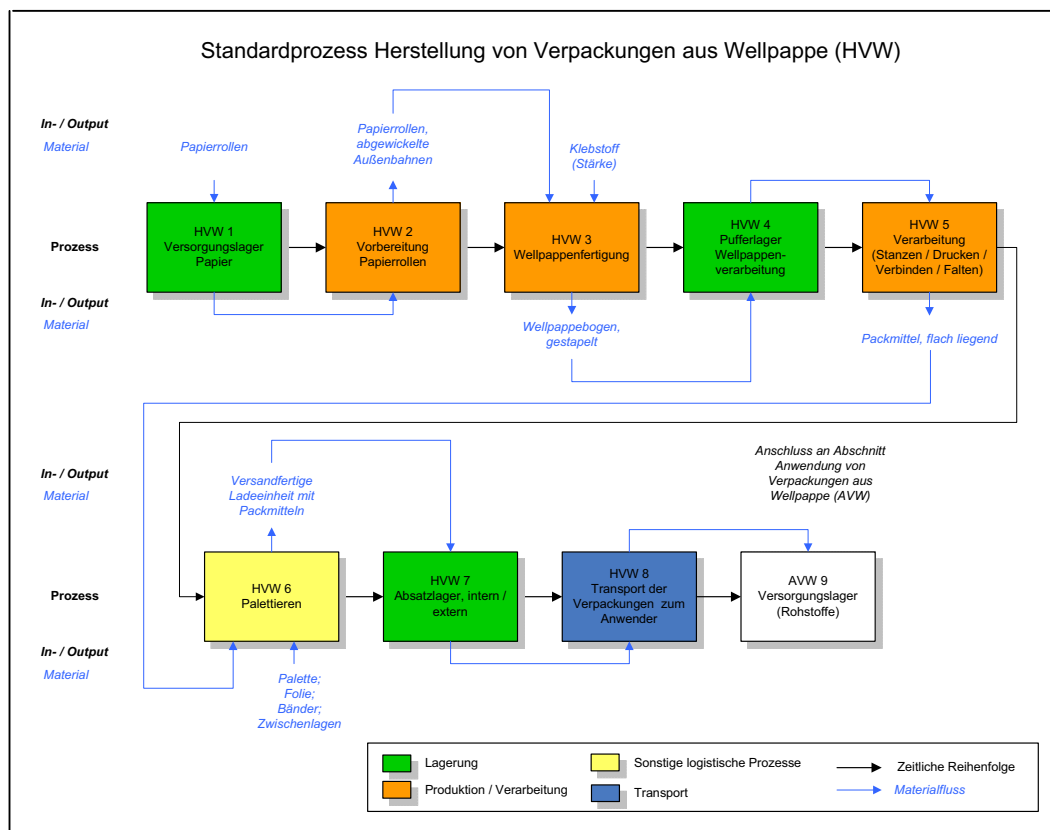 Standardprozess Herstellung von Verpackungen aus Wellpappe (HVW)
In- / Output
Material
Papierrollen
Papierrollen,
abgewickelte
Außenbahnen
Klebstoff
(Stärke)
Prozess
HVW 1
Versorgungslager
Papier
HVW 2
Vorbereitung
Papierrollen
HVW 3
Wellpappenfertigung
HVW 4
Pufferlager
Wellpappen-
verarbeitung
HVW 5
Verarbeitung
(Stanzen / Drucken /
Verbinden / Falten)
In- / Output
Material
Wellpappebogen,
gestapelt
Packmittel, flach liegend
In- / Output
Material
Versandfertige
Ladeeinheit mit
Packmitteln
Anschluss an Abschnitt
Anwendung von
Verpackungen aus
Wellpappe (AVW)
Prozess
HVW 6
Palettieren
HVW 7
Absatzlager, intern /
extern
HVW 8
Transport der
Verpackungen zum
Anwender
AVW 9
Versorgungslager
(Rohstoffe)
In- / Output
Material
Palette;
Folie;
Bänder;
Zwischenlagen
Lagerung
Sonstige logistische Prozesse
Zeitliche Reihenfolge
Produktion / Verarbeitung
Transport
Materialfluss